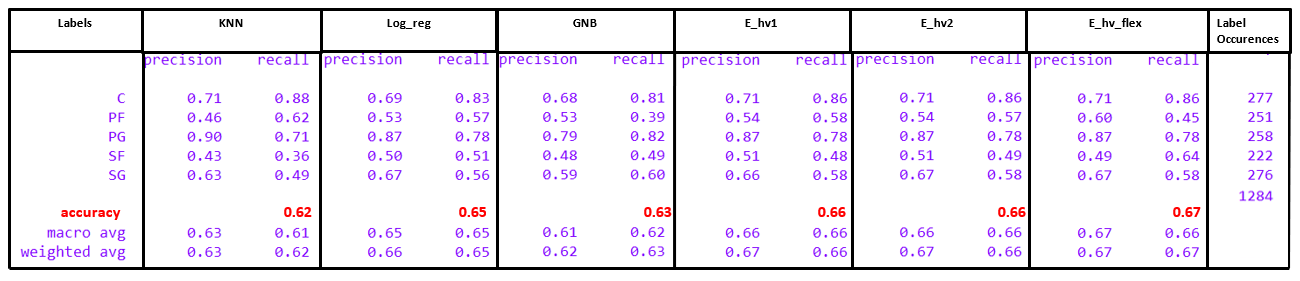 Labels KNN Log_reg GNB E_hv1 E_hv2 E_hv_flex Label
Occurences
precision recall precision recall precision recall precision recall precision recall precision recall
C 0.71 0.88 0.69 0.83 0.68 0.81 0.71 0.86 0.71 0.86 0.71 0.86 277
PF 0.46 0.62 0.53 0.57 0.53 0.39 0.54 0.58 0.54 0.57 0.60 0.45 251
PG 0.90 0.71 0.87 0.78 0.79 0.82 0.87 0.78 0.87 0.78 0.87 0.78 258
SF 0.43 0.36 0.50 0.51 0.48 0.49 0.51 0.48 0.51 0.49 0.49 0.64 222
SG 0.63 0.49 0.67 0.56 0.59 0.60 0.66 0.58 0.67 0.58 0.67 0.58 276
1284
accuracy 0.62 0.65 0.63 0.66 0.66 0.67
macro avg 0.63 0.61 0.65 0.65 0.61 0.62 0.66 0.66 0.66 0.66 0.67 0.66
weighted avg 0.63 0.62 0.66 0.65 0.62 0.63 0.67 0.66 0.67 0.66 0.67 0.67